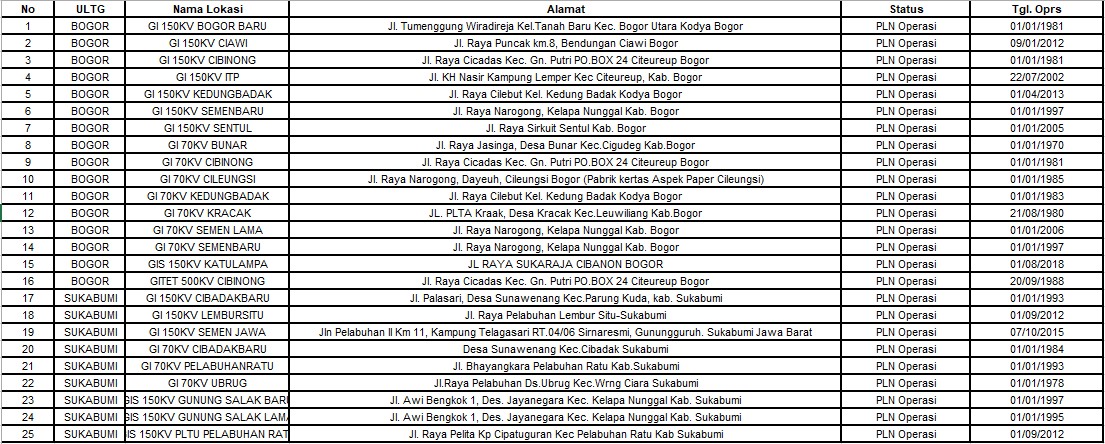 No ULTG Nama Lokasi Alamat Status Tgl. Oprs
1 BOGOR GI 150KV BOGOR BARU Jl. Tumenggung Wiradireja Kel.Tanah Baru Kec. Bogor Utara Kodya Bogor PLN Operasi 01/01/1981
2 BOGOR GI 150KV CIAWI Jl. Raya Puncak km.8, Bendungan Ciawi Bogor PLN Operasi 09/01/2012
3 BOGOR GI 150KV CIBINONG Jl. Raya Cicadas Kec. Gn. Putri PO.BOX 24 Citeureup Bogor PLN Operasi 01/01/1981
4 BOGOR GI 150KV ITP Jl. KH Nasir Kampung Lemper Kec Citeureup, Kab. Bogor PLN Operasi 22/07/2002
5 BOGOR GI 150KV KEDUNGBADAK Jl. Raya Cilebut Kel. Kedung Badak Kodya Bogor PLN Operasi 01/04/2013
6 BOGOR GI 150KV SEMENBARU Jl. Raya Narogong, Kelapa Nunggal Kab. Bogor PLN Operasi 01/01/1997
7 BOGOR GI 150KV SENTUL Jl. Raya Sirkuit Sentul Kab. Bogor PLN Operasi 01/01/2005
8 BOGOR GI 70KV BUNAR Jl. Raya Jasinga, Desa Bunar Kec.Cigudeg Kab.Bogor PLN Operasi 01/01/1970
9 BOGOR GI 70KV CIBINONG Jl. Raya Cicadas Kec. Gn. Putri PO.BOX 24 Citeureup Bogor PLN Operasi 01/01/1981
10 BOGOR GI 70KV CILEUNGSI Jl. Raya Narogong, Dayeuh, Cileungsi Bogor (Pabrik kertas Aspek Paper Cileungsi) PLN Operasi 01/01/1985
11 BOGOR GI 70KV KEDUNGBADAK Jl. Raya Cilebut Kel. Kedung Badak Kodya Bogor PLN Operasi 01/01/1983
12 BOGOR GI 70KV KRACAK JL. PLTA Kraak, Desa Kracak Kec.Leuwiliang Kab.Bogor PLN Operasi 21/08/1980
13 BOGOR GI 70KV SEMEN LAMA Jl. Raya Narogong, Kelapa Nunggal Kab. Bogor PLN Operasi 01/01/2006
14 BOGOR GI 70KV SEMENBARU Jl. Raya Narogong, Kelapa Nunggal Kab. Bogor PLN Operasi 01/01/1997
15 BOGOR GIS 150KV KATULAMPA JL RAYA SUKARAJA CIBANON BOGOR PLN Operasi 01/08/2018
16 BOGOR GITET 500KV CIBINONG Jl. Raya Cicadas Kec. Gn. Putri PO.BOX 24 Citeureup Bogor PLN Operasi 20/09/1988
17 SUKABUMI GI 150KV CIBADAKBARU Jl. Palasari, Desa Sunawenang Kec.Parung Kuda, kab. Sukabumi PLN Operasi 01/01/1993
18 SUKABUMI GI 150KV LEMBURSITU Jl. Raya Pelabuhan Lembur Situ-Sukabumi PLN Operasi 01/09/2012
19 SUKABUMI GI 150KV SEMEN JAWA Jln Pelabuhan II Km 11, Kampung Telagasari RT.04/06 Sirnaresmi, Gunungguruh. Sukabumi Jawa Barat PLN Operasi 07/10/2015
20 SUKABUMI GI 70KV CIBADAKBARU Desa Sunawenang Kec.Cibadak Sukabumi PLN Operasi 01/01/1984
21 SUKABUMI GI 70KV PELABUHANRATU Jl. Bhayangkara Pelabuhan Ratu Kab.Sukabumi PLN Operasi 01/01/1993
22 SUKABUMI GI 70KV UBRUG Jl.Raya Pelabuhan Ds.Ubrug Kec.Wrng Ciara Sukabumi PLN Operasi 01/01/1978
23 SUKABUMI GIS 150KV GUNUNG SALAK BARU Jl. Awi Bengkok 1, Des. Jayanegara Kec. Kelapa Nunggal Kab. Sukabumi PLN Operasi 01/01/1997
24 SUKABUMI GIS 150KV GUNUNG SALAK LAMA Jl. Awi Bengkok 1, Des. Jayanegara Kec. Kelapa Nunggal Kab. Sukabumi PLN Operasi 01/01/1995
25 SUKABUMI IS 150KV PLTU PELABUHAN RAT Jl. Raya Pelita Kp Cipatuguran Kec Pelabuhan Ratu Kab Sukabumi PLN Operasi 01/09/2012